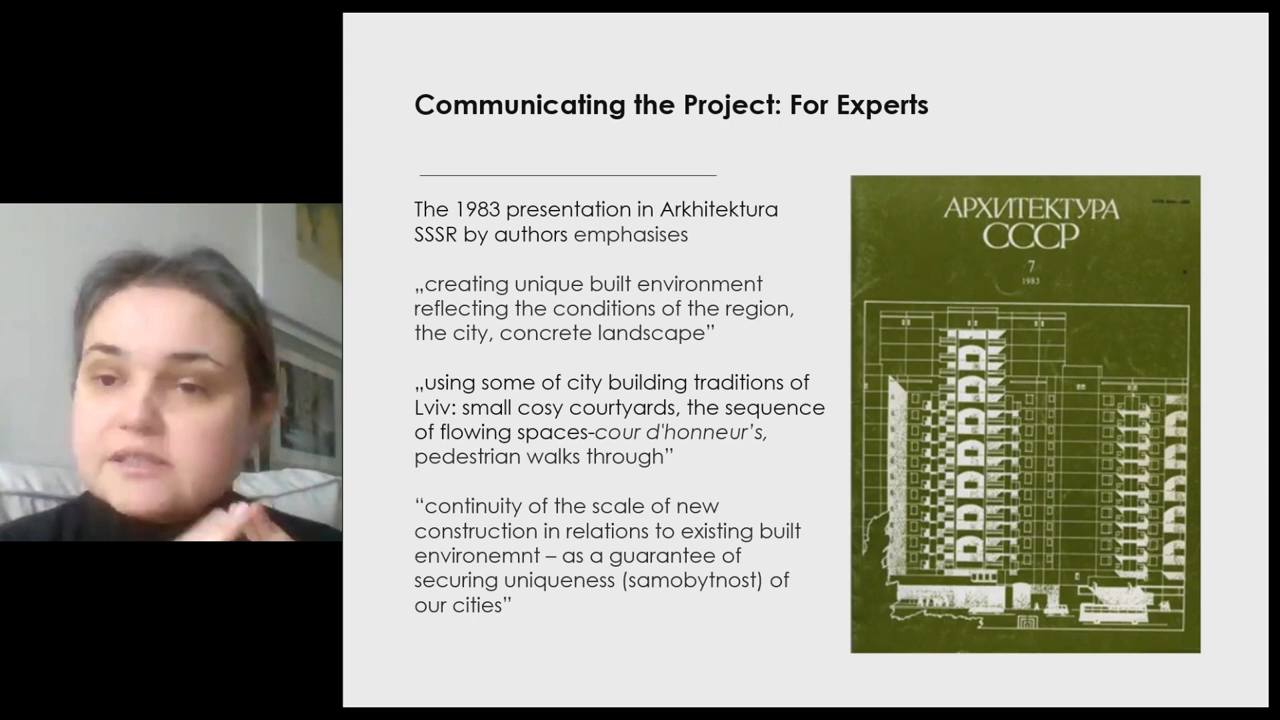 Communicating the Project: For Experts
The 1983 presentation in Arkhitektura
SSSR by authors emphasises
„creating unique built environment
reflecting the conditions of the region,
the city, concrete landscape”
„using some of city building traditions of
Lviv: small cosy courtyards, the sequence
of flowing spaces-cour d'honneur’s,
pedestrian walks through”
“continuity of the scale of new
construction in relations to existing built
environemnt – as a guarantee of
securing uniqueness (samobytnost) of
our cities”
АРХИТЕКТУРА
СССР
7
1983